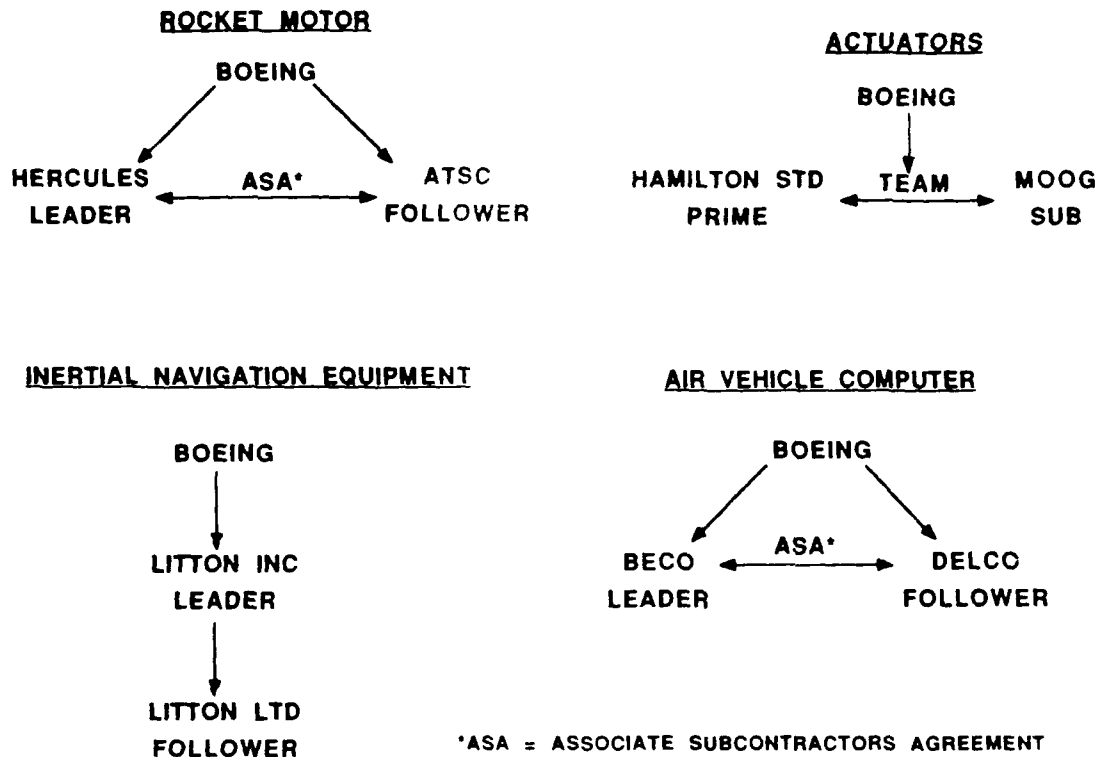 ROCKET MOTOR
BOEING
HERCULES
LEADER
ASA*
ATSC
FOLLOWER
ACTUATORS
BOEING
HAMILTON STD
PRIME
TEAM
MOOG
SUB
INERTIAL NAVIGATION EQUIPMENT
BOEING
LITTON INC
LEADER
LITTON LTD
FOLLOWER
AIR VEHICLE COMPUTER
BOEING
BECO
LEADER
ASA*
DELCO
FOLLOWER
*ASA = ASSOCIATE SUBCONTRACTORS AGREEMENT